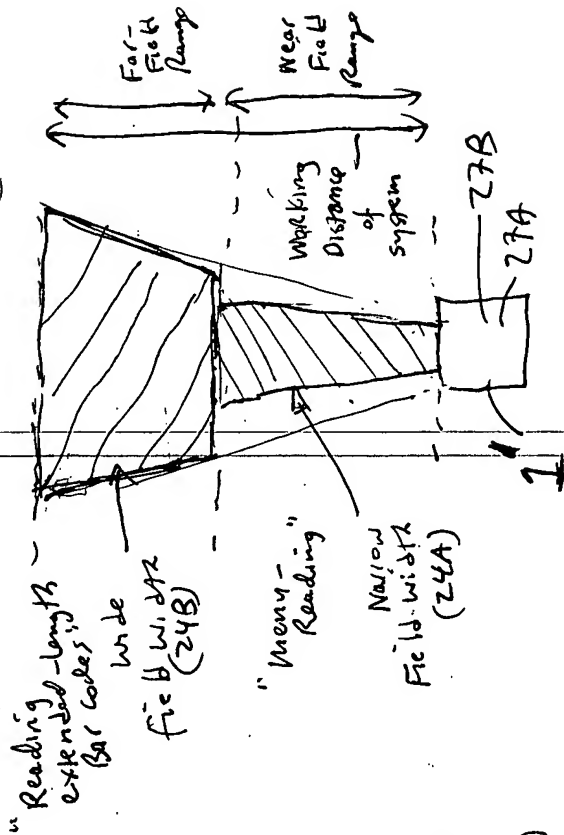 Far-
Field
Range
Near
Field
Range
Working
Distance
of
system
27B
27A
1
"Reading
extended-length
Bar codes"
Wide
Field Width
(24B)
"Menu-
Reading"
Narrow
Field-Width
(24A)